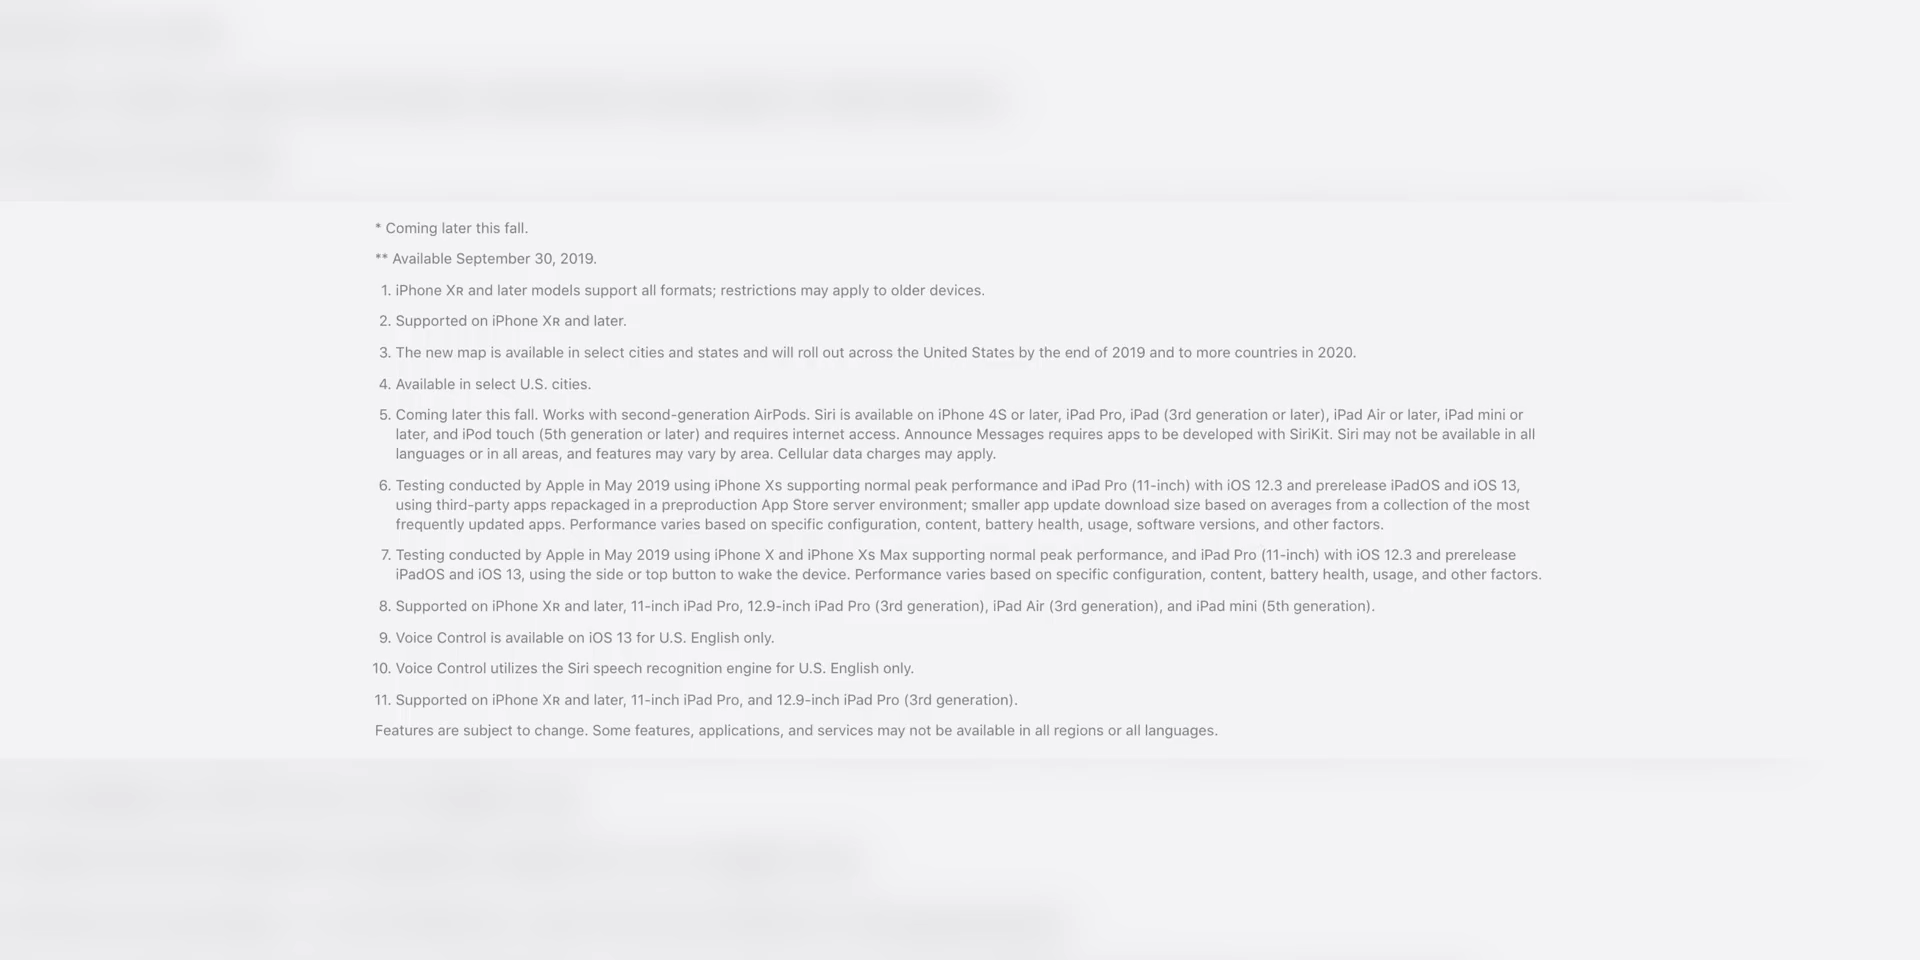 * Coming later this fall.
** Available September 30, 2019.
1. iPhone XR and later models support all formats; restrictions may apply to older devices.
2. Supported on iPhone XR and later.
3. The new map is available in select cities and states and will roll out across the United States by the end of 2019 and to more countries in 2020.
4. Available in select U.S. cities.
5. Coming later this fall. Works with second-generation AirPods. Siri is available on iPhone 4S or later, iPad Pro, iPad (3rd generation or later), iPad Air or later, iPad mini or
later, and iPod touch (5th generation or later) and requires internet access. Announce Messages requires apps to be developed with SiriKit. Siri may not be available in all
languages or in all areas, and features may vary by area. Cellular data charges may apply.
6. Testing conducted by Apple in May 2019 using iPhone Xs supporting normal peak performance and iPad Pro (11-inch) with iOS 12.3 and prerelease iPadOS and iOS 13,
using third-party apps repackaged in a preproduction App Store server environment; smaller app update download size based on averages from a collection of the most
frequently updated apps. Performance varies based on specific configuration, content, battery health, usage, software versions, and other factors.
7. Testing conducted by Apple in May 2019 using iPhone X and iPhone Xs Max supporting normal peak performance, and iPad Pro (11-inch) with iOS 12.3 and prerelease
iPadOS and iOS 13, using the side or top button to wake the device. Performance varies based on specific configuration, content, battery health, usage, and other factors.
8. Supported on iPhone XR and later, 11-inch iPad Pro, 12.9-inch iPad Pro (3rd generation), iPad Air (3rd generation), and iPad mini (5th generation).
9. Voice Control is available on iOS 13 for U.S. English only.
10. Voice Control utilizes the Siri speech recognition engine for U.S. English only.
11. Supported on iPhone XR and later, 11-inch iPad Pro, and 12.9-inch iPad Pro (3rd generation).
Features are subject to change. Some features, applications, and services may not be available in all regions or all languages.